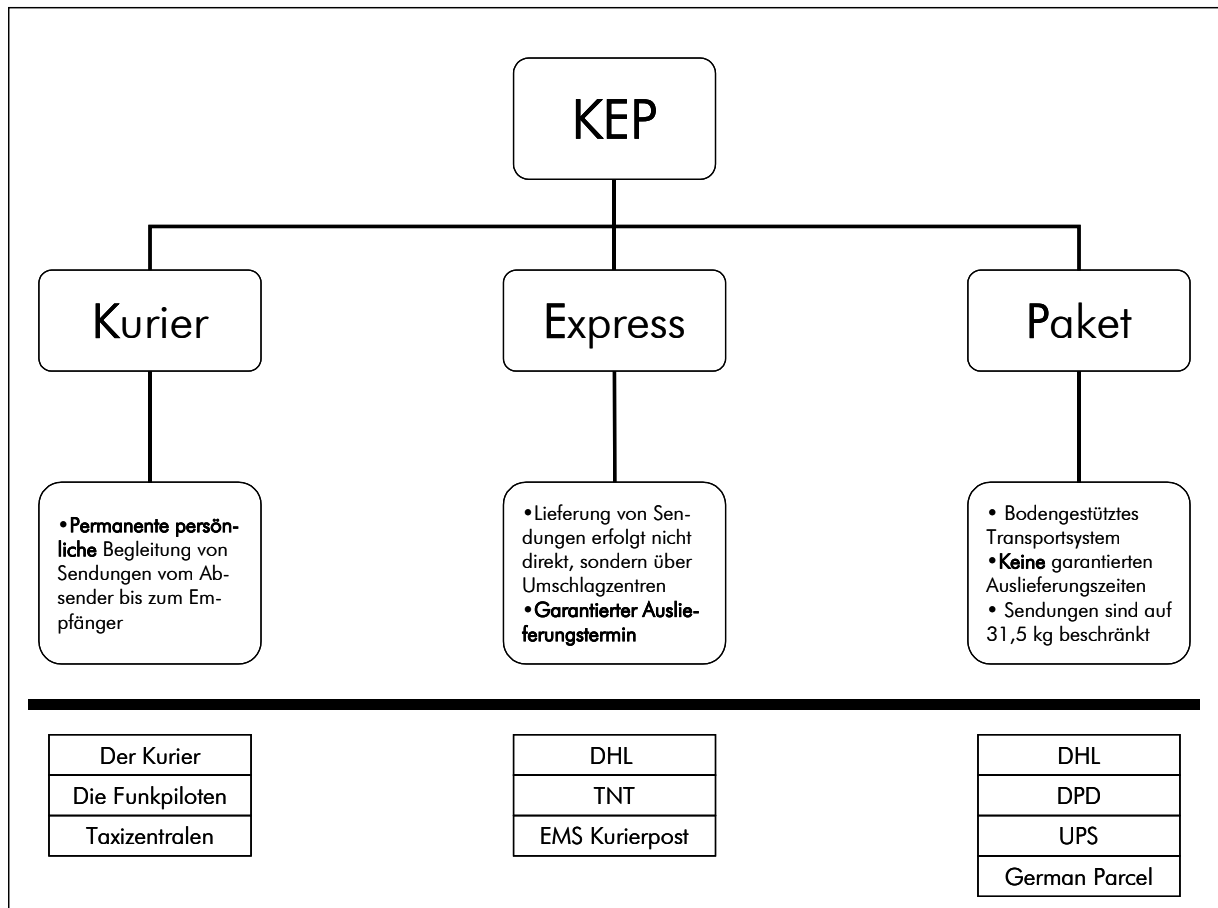 KEP
Kurier
Express
Paket
•Permanente persön-
liche Begleitung von
Sendungen vom Ab-
sender bis zum Em-
pfänger
•Lieferung von Sen-
dungen erfolgt nicht
direkt, sondern über
Umschlagzentren
•Garantierter Auslie-
ferungstermin
• Bodengestütztes
Transportsystem
•Keine garantierten
Auslieferungszeiten
• Sendungen sind auf
31,5 kg beschränkt
Der Kurier
Die Funkpiloten
Taxizentralen
DHL
TNT
EMS Kurierpost
DHL
DPD
UPS
German Parcel